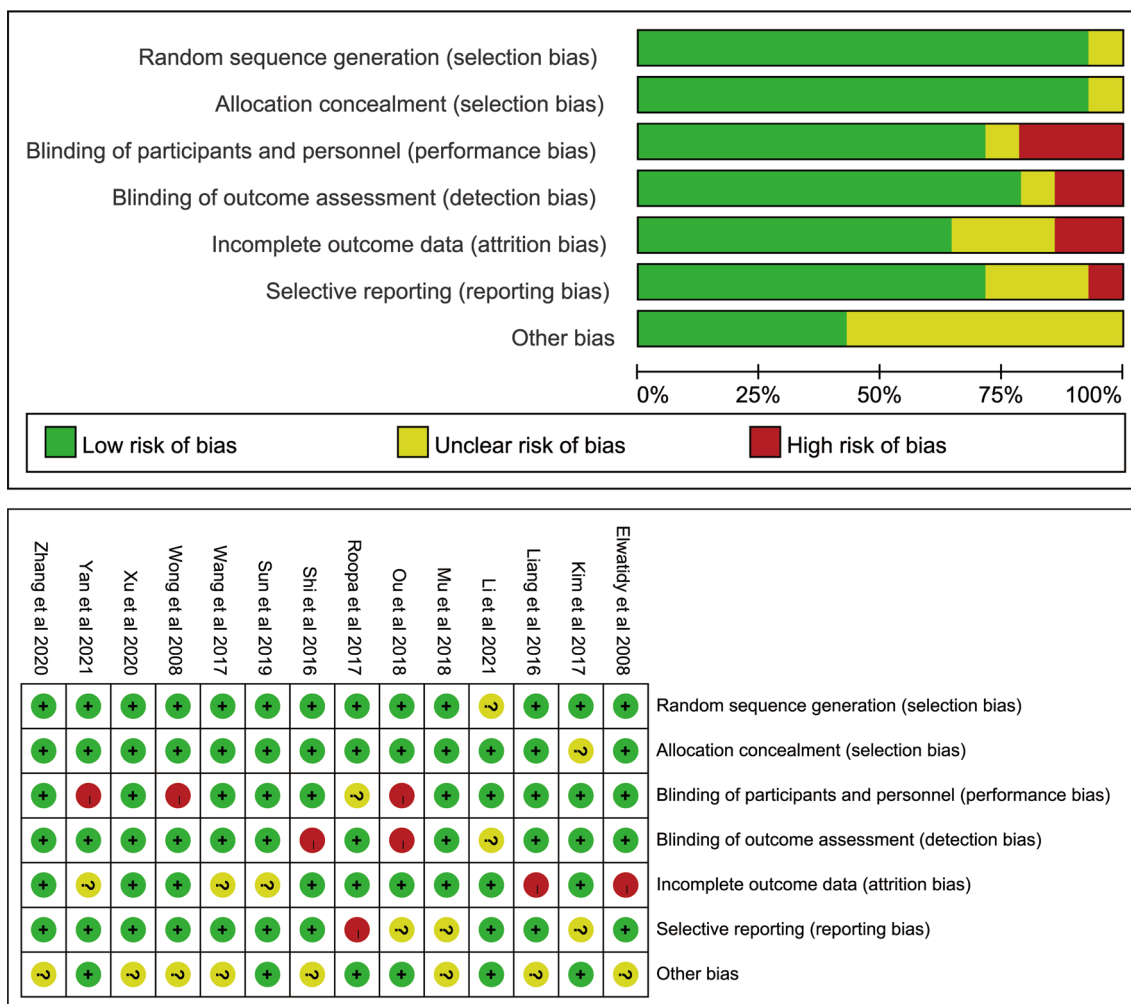 Random sequence generation (selection bias)
Allocation concealment (selection bias)
Blinding of participants and personnel (performance bias)
Blinding of outcome assessment (detection bias)
Incomplete outcome data (attrition bias)
Selective reporting (reporting bias)
Other bias
0% 25% 50% 75% 100%
Low risk of bias Unclear risk of bias High risk of bias
Zhang et al 2020
Yan et al 2021
Xu et al 2020
Wong et al 2008
Wang et al 2017
Sun et al 2019
Shi et al 2016
Roopa et al 2017
Ou et al 2018
Mu et al 2018
Li et al 2021
Liang et al 2016
Kim et al 2017
Elwatidy et al 2008
+ + + + + + + + + + ? + + + Random sequence generation (selection bias)
+ + + + + + + + + + + + ? + Allocation concealment (selection bias)
+ – + – + + + ? – + + + + + Blinding of participants and personnel (performance bias)
+ + + + + + – + – + ? + + + Blinding of outcome assessment (detection bias)
+ ? + + ? ? + + + + + – + – Incomplete outcome data (attrition bias)
+ + + + + + + – ? ? + + ? + Selective reporting (reporting bias)
? + ? ? ? + ? + + ? + ? + ? Other bias